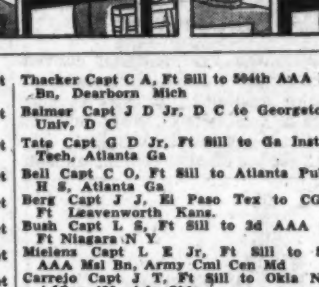 t Thacker Capt C A, Ft Sill to 504th AAA
Bn, Dearborn Mich
Balmer Capt J D Jr, D C to Georgeto
t Univ, D C
t Tate Capt G D Jr, Ft Sill to Ga Inst
Tech, Atlanta Ga
t Bell Capt C O, Ft Sill to Atlanta Pu
H S, Atlanta Ga
Berg Capt J J, El Paso Tex to CG
t Ft Leavenworth Kans.
Bush Capt L S, Ft Sill to 2d AAA
t Ft Niagara N Y
t Mielenz Capt L E Jr, Ft Sill to
AAA Msl Bn, Army Cml Cen Md
t Carrejo Capt J T, Ft Sill to Okla N